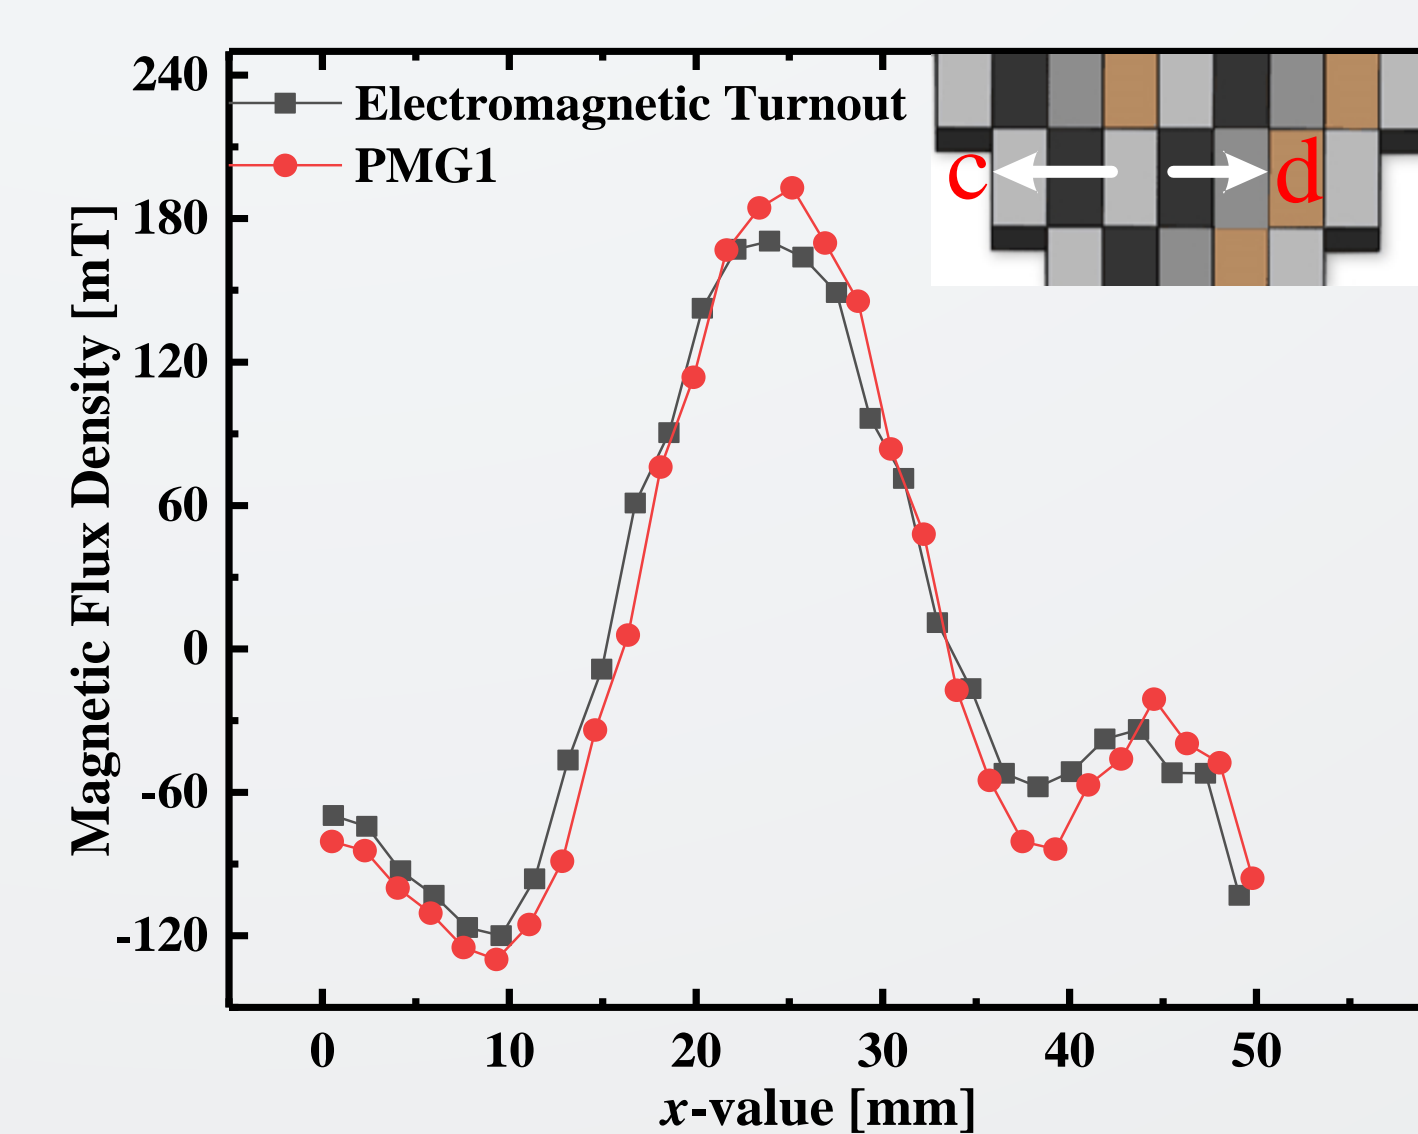 Electromagnetic Turnout
PMG1
c
d
Magnetic Flux Density [mT]
240
180
120
60
0
-60
-120
0 10 20 30 40 50
x-value [mm]